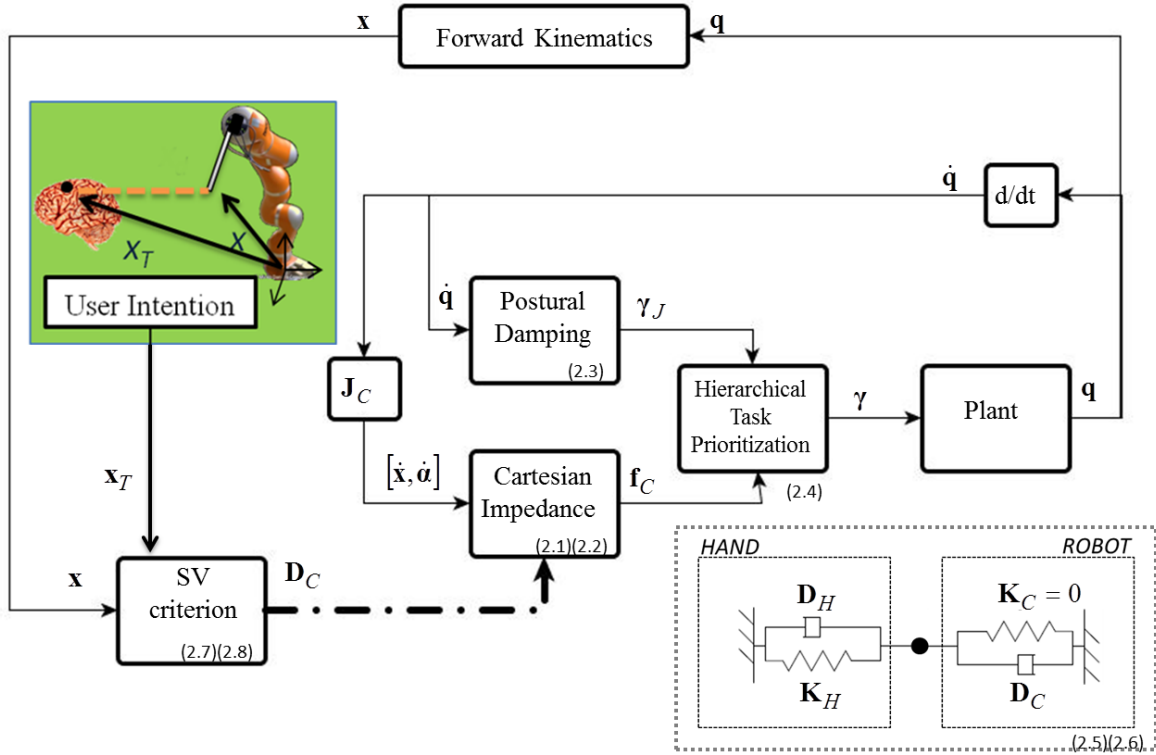 x
Forward Kinematics
q
q̇
d/dt
X_T
x
User Intention
q̇
Postural
Damping
(2.3)
γ_J
J_C
Hierarchical
Task
Prioritization
(2.4)
γ
Plant
q
x_T
[ẋ, α̇]
Cartesian
Impedance
(2.1)(2.2)
f_C
x
SV
criterion
(2.7)(2.8)
D_C
HAND
ROBOT
D_H
K_H
K_C = 0
D_C
(2.5)(2.6)